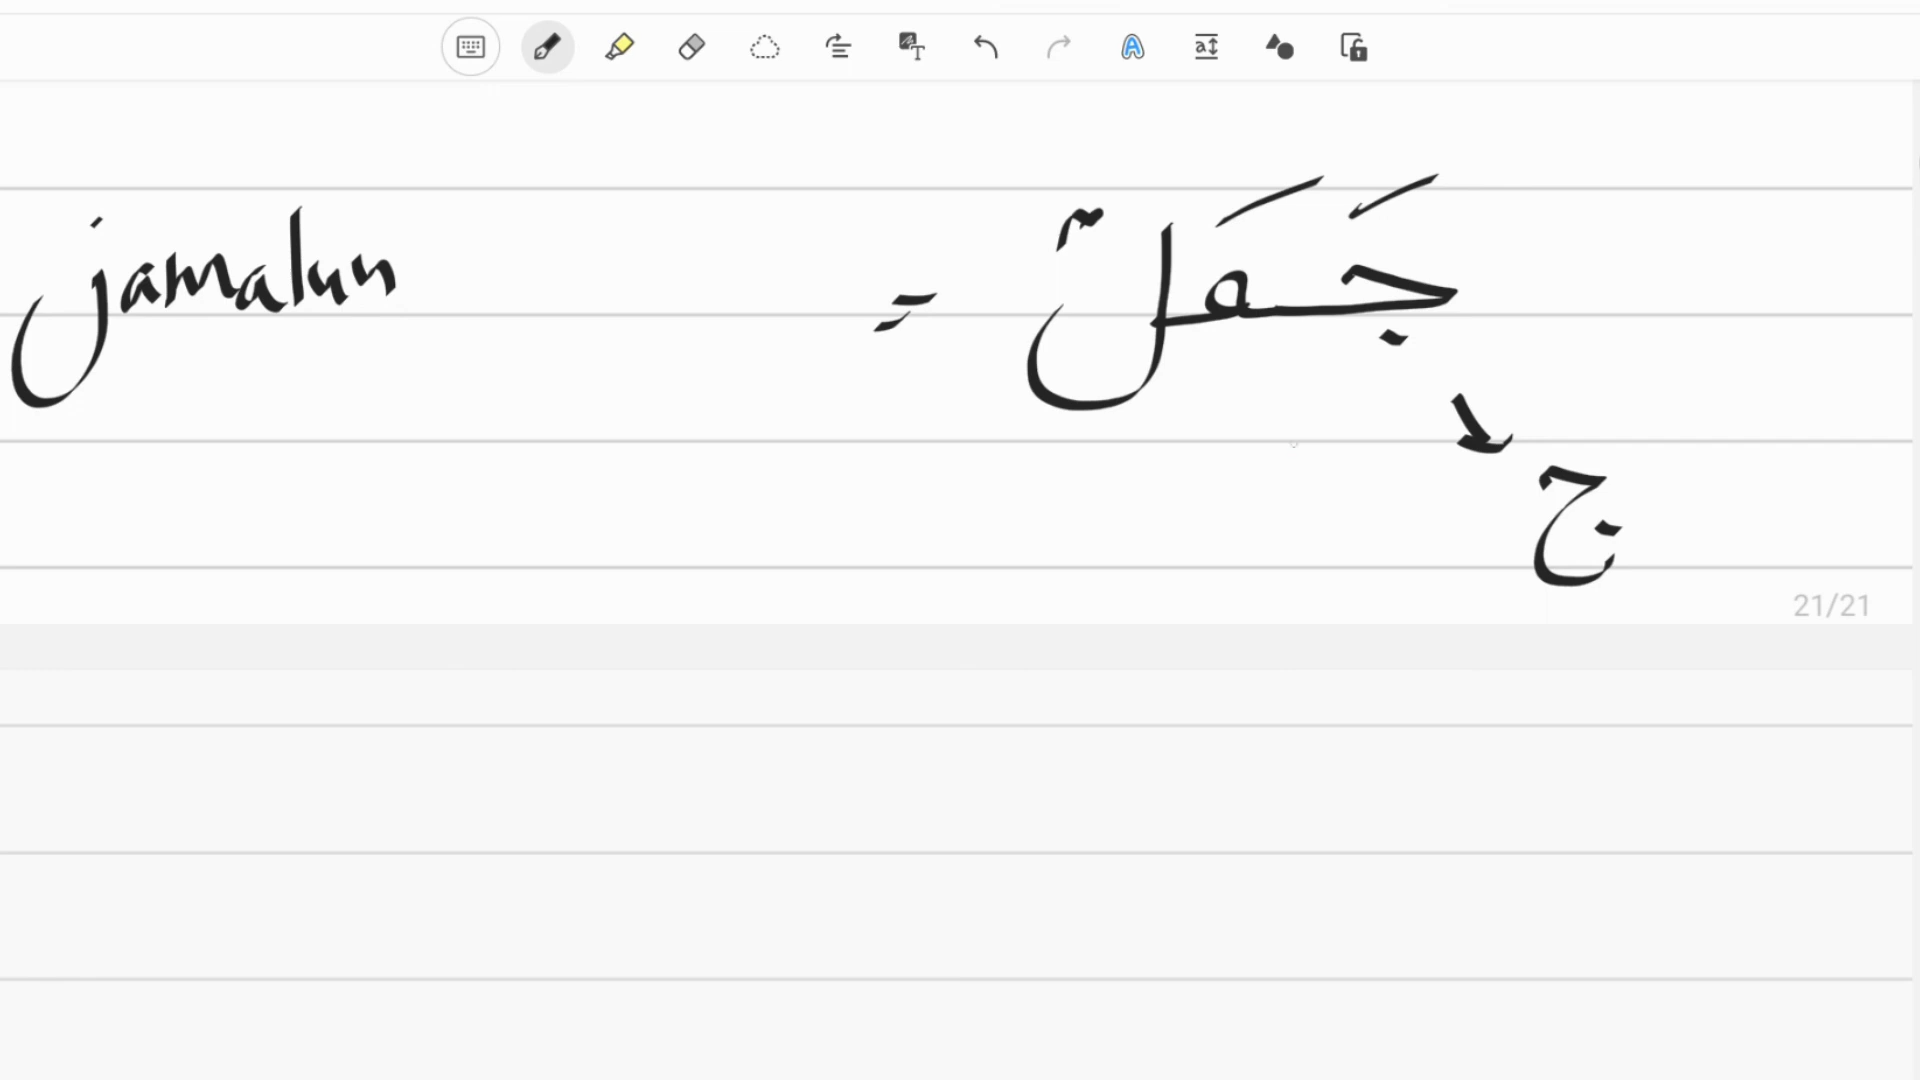 jamalun = جَمَلٌ
ج
21/21